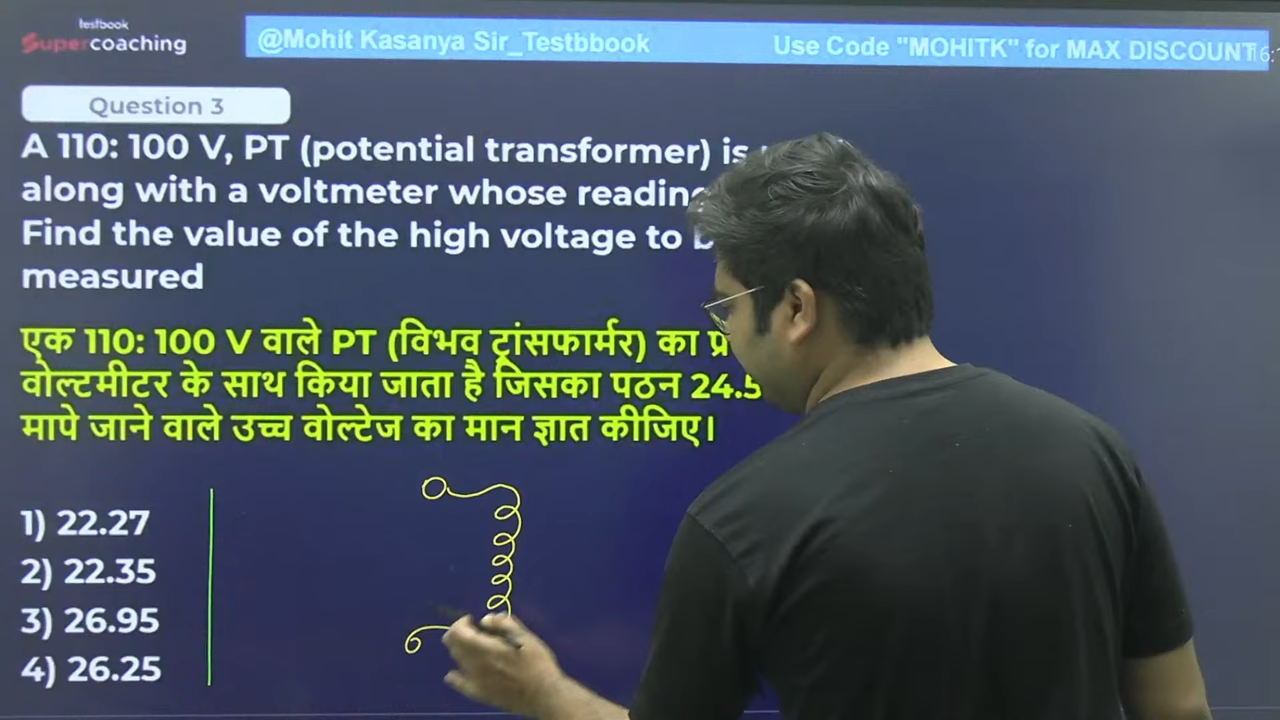 testbook
Supercoaching
@Mohit Kasanya Sir_Testbbook
Use Code "MOHITK" for MAX DISCOUNT
Question 3
A 110: 100 V, PT (potential transformer) is
along with a voltmeter whose
Find the value of the high voltage to
measured
एक 110: 100 V वाले PT (विभव ट्रांसफार्मर) का
वोल्टमीटर के साथ किया जाता है जिसका पठन 24.5
मापे जाने वाले उच्च वोल्टेज का मान ज्ञात कीजिए।
1) 22.27
2) 22.35
3) 26.95
4) 26.25